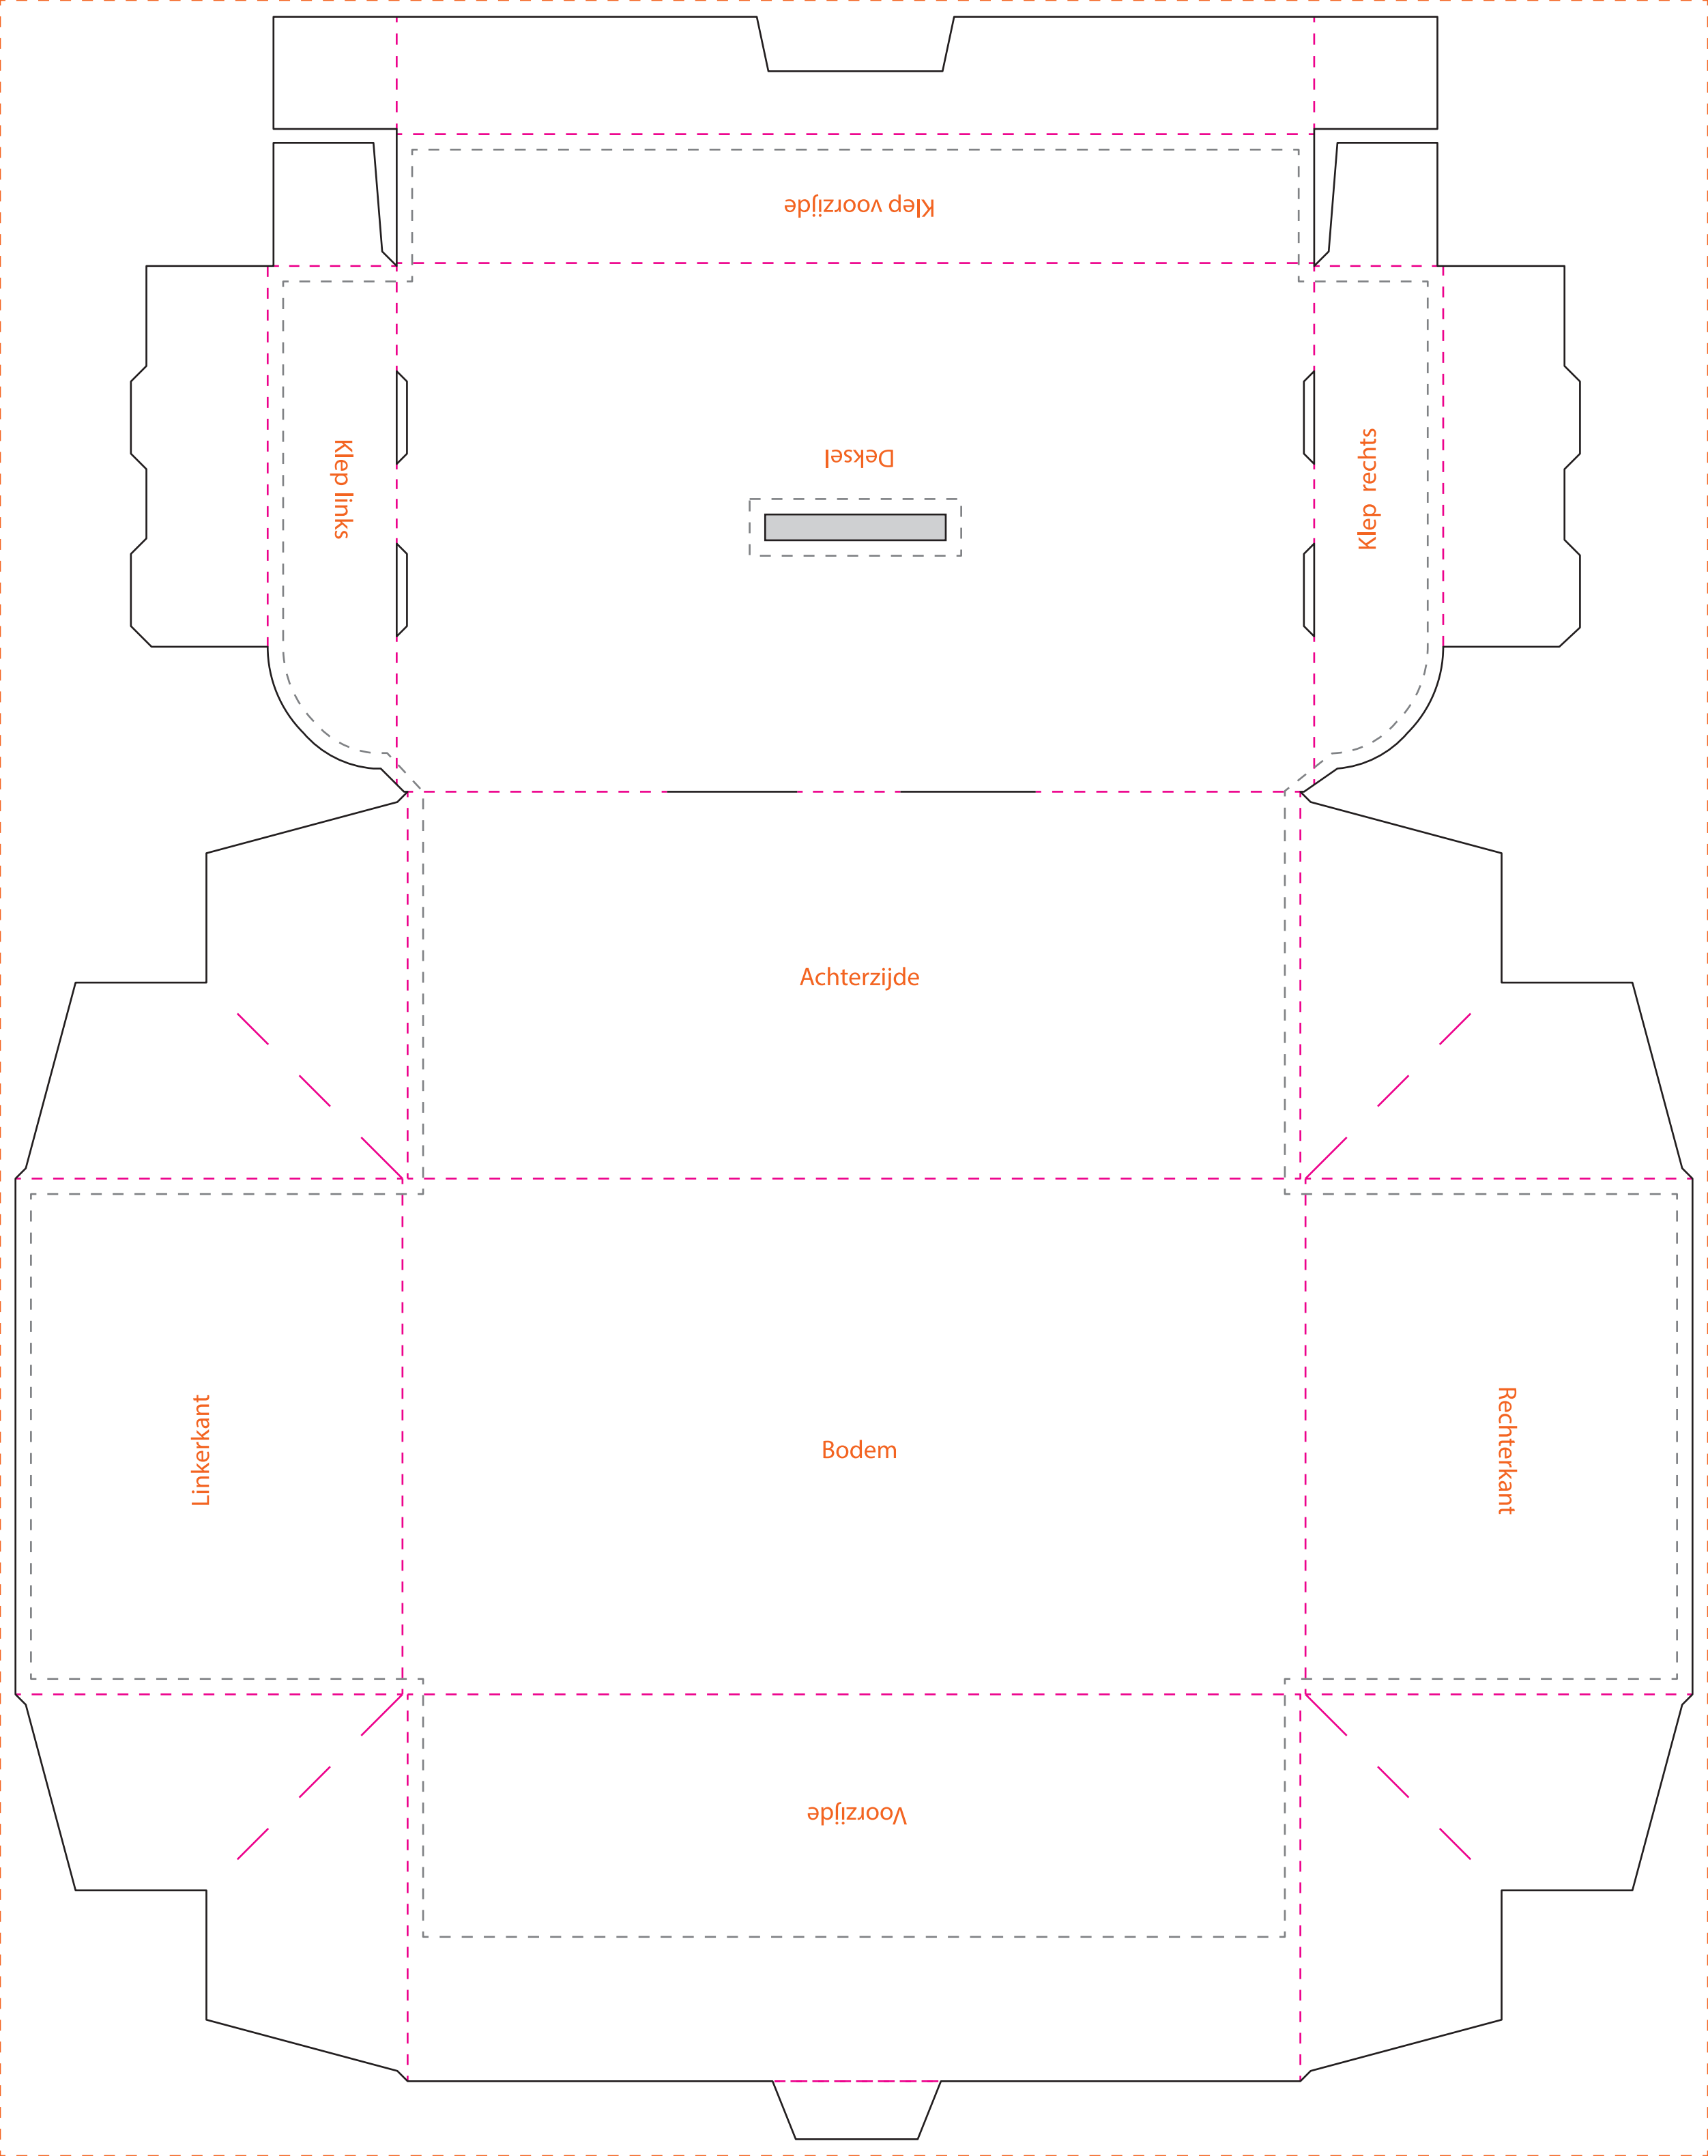 Klep voorzijde
Deksel
Klep links
Klep rechts
Achterzijde
Linkerkant
Bodem
Rechterkant
Voorzijde